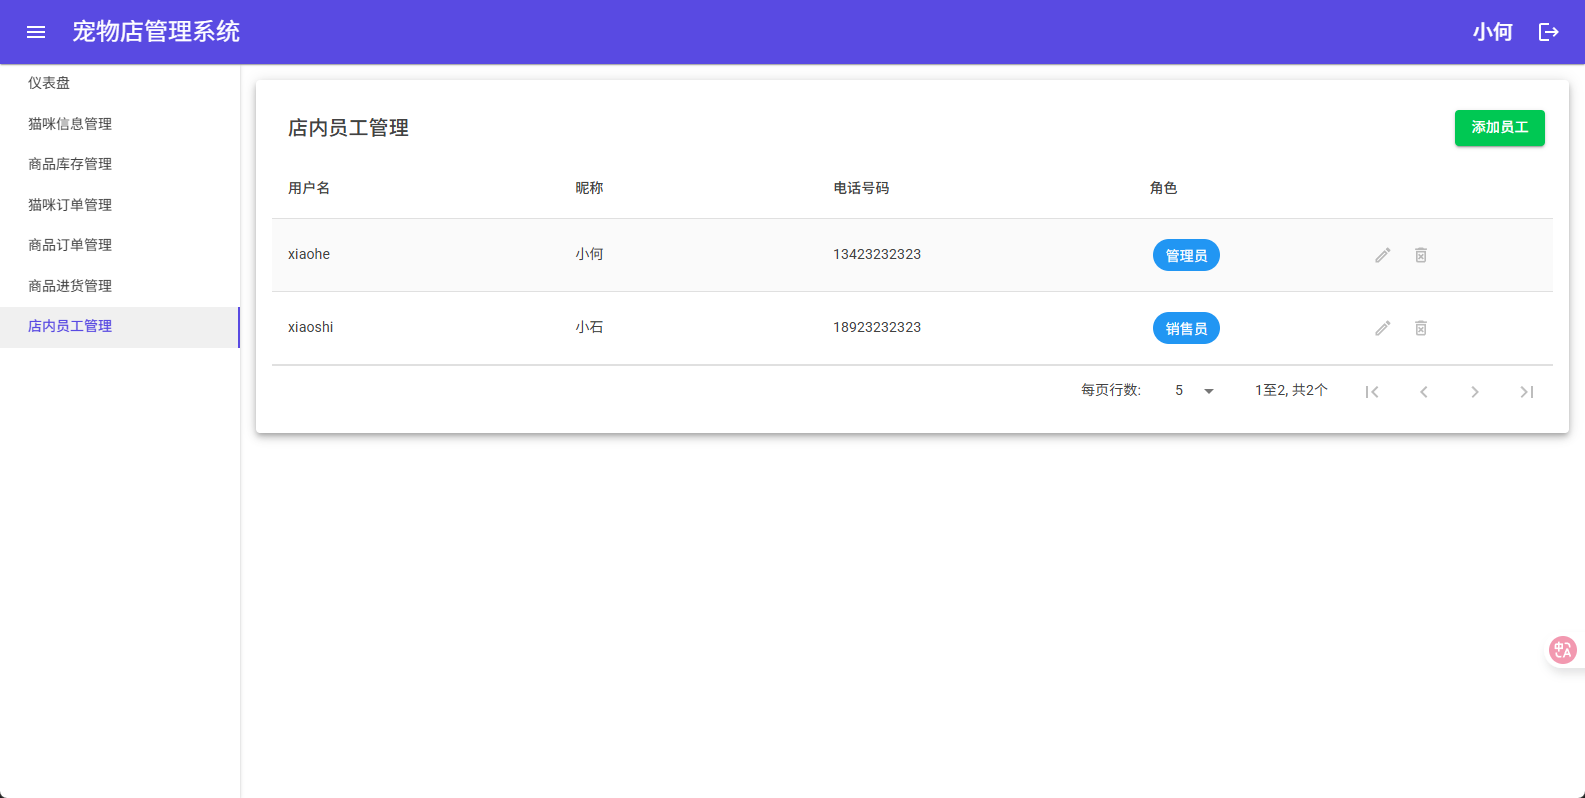 宠物店管理系统
小何
仪表盘
猫咪信息管理
商品库存管理
猫咪订单管理
商品订单管理
商品进货管理
店内员工管理
店内员工管理
添加员工
用户名 昵称 电话号码 角色
xiaohe 小何 13423232323 管理员
xiaoshi 小石 18923232323 销售员
每页行数: 5 1至2, 共2个
中 A